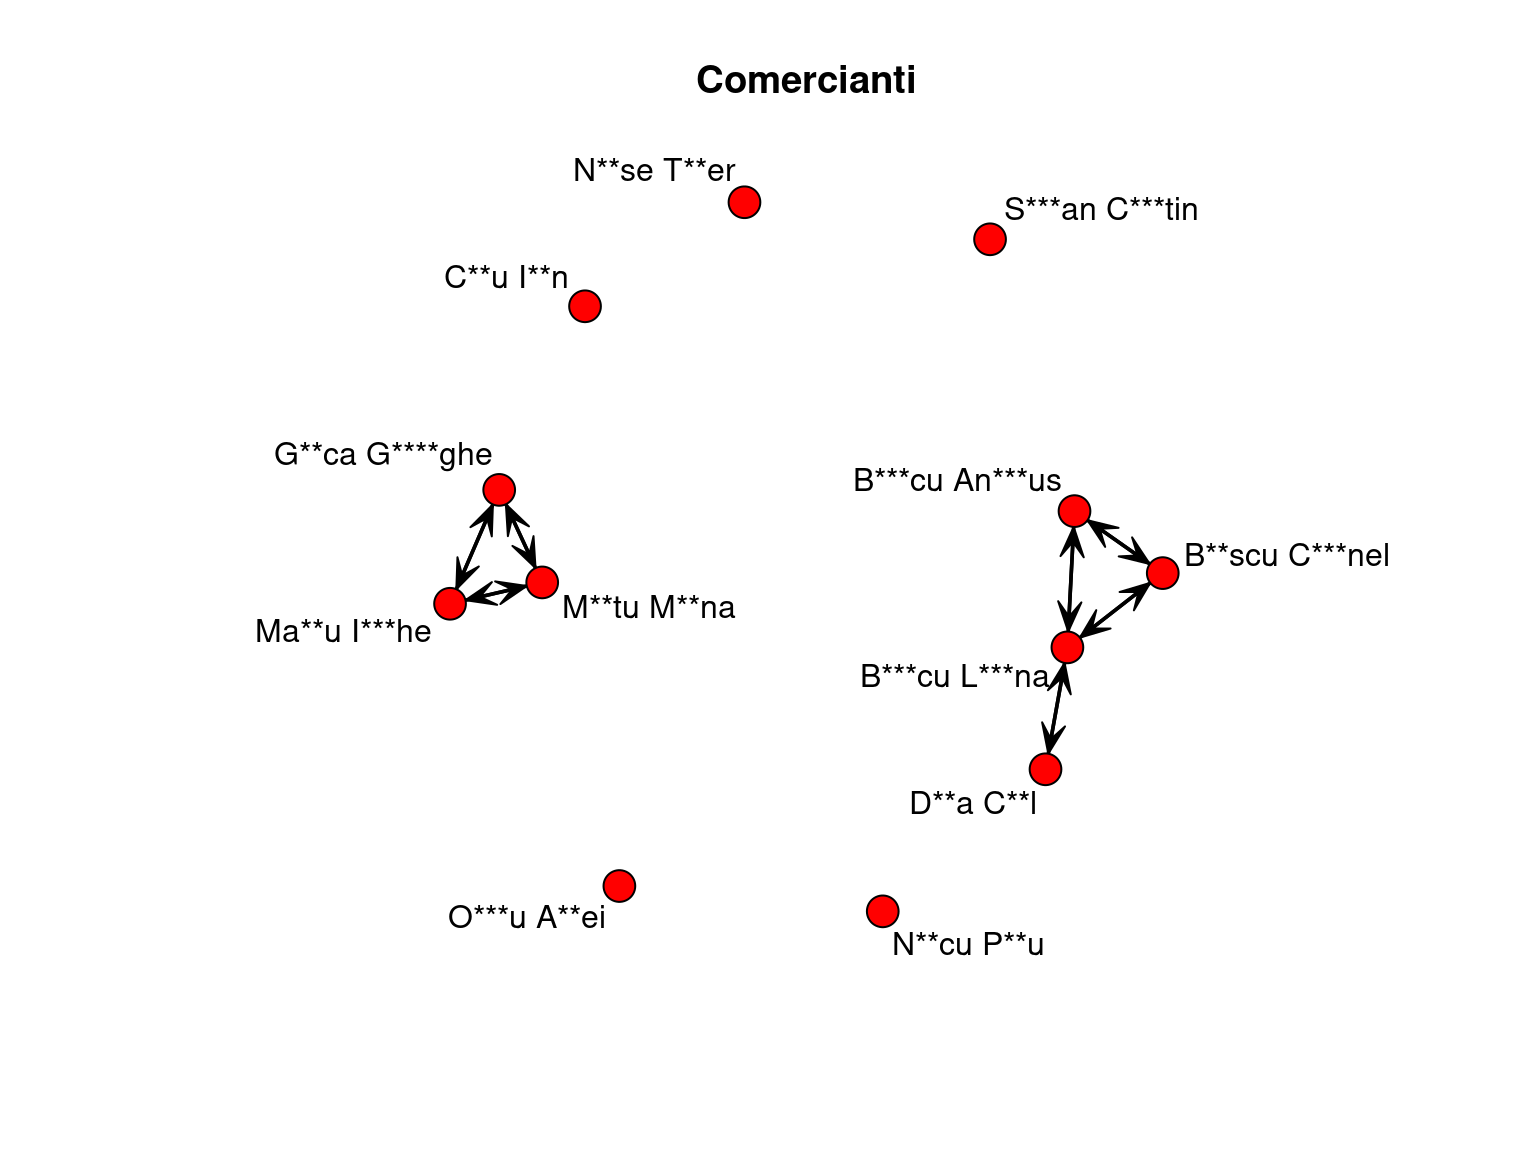 Comercianti
N**se T**er
S***an C***tin
C**u I**n
G**ca G****ghe
B***cu An***us
B**scu C***nel
M**tu M**na
Ma**u I***he
B***cu L***na
D**a C**l
O***u A**ei
N**cu P**u